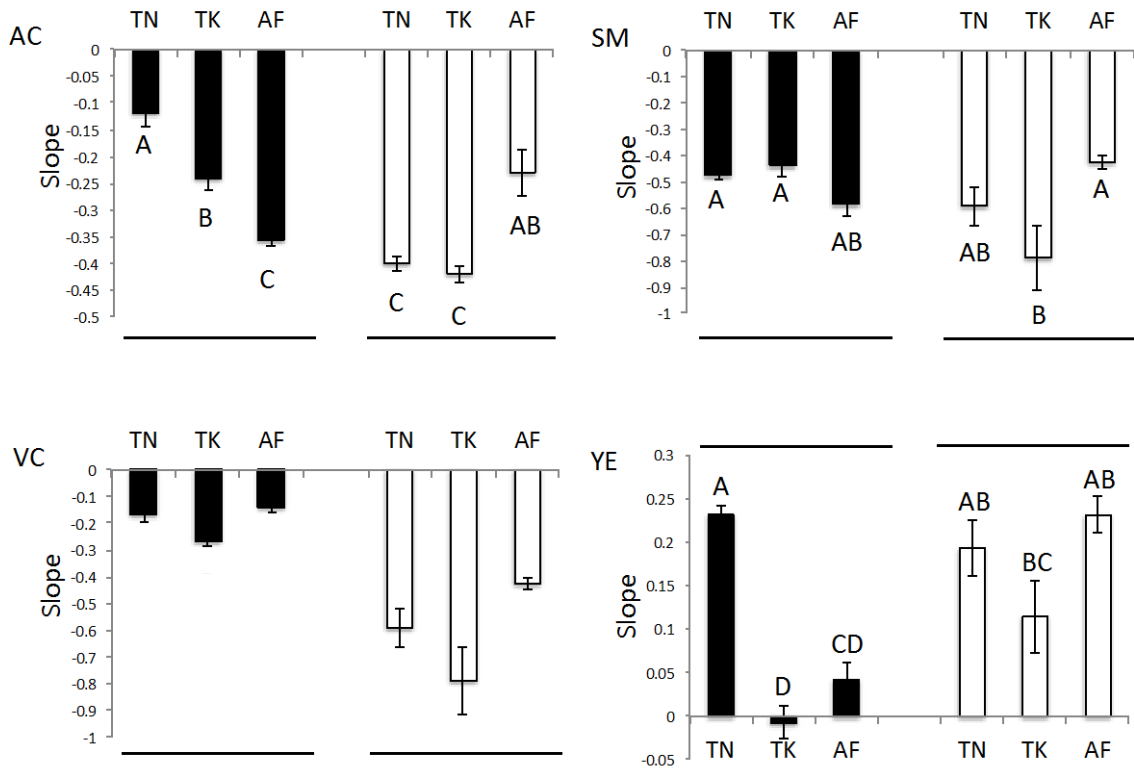 AC
TN TK AF TN TK AF
0
-0.05
-0.1
-0.15
-0.2
-0.25
-0.3
-0.35
-0.4
-0.45
-0.5
Slope
A
B
C
C
C
AB
SM
TN TK AF TN TK AF
0
-0.1
-0.2
-0.3
-0.4
-0.5
-0.6
-0.7
-0.8
-0.9
-1
Slope
A
A
AB
AB
B
A
VC
TN TK AF TN TK AF
0
-0.1
-0.2
-0.3
-0.4
-0.5
-0.6
-0.7
-0.8
-0.9
-1
Slope
YE
0.3
0.25
0.2
0.15
0.1
0.05
0
-0.05
Slope
A
D
CD
AB
BC
AB
TN TK AF TN TK AF